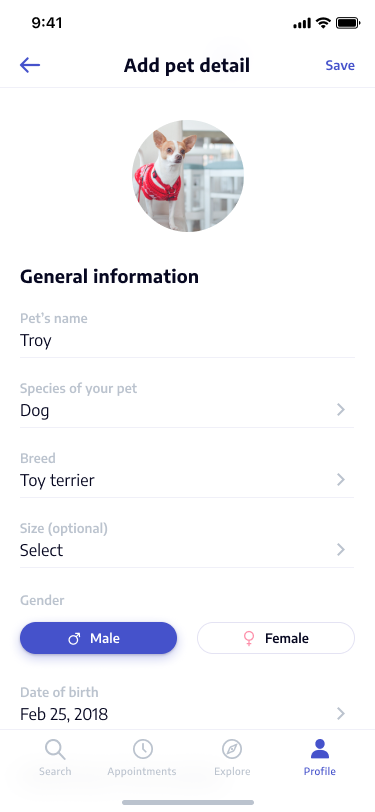 9:41
Add pet detail
Save
General information
Pet's name
Troy
Species of your pet
Dog
Breed
Toy terrier
Size (optional)
Select
Gender
Male
Female
Date of birth
Feb 25, 2018
Search
Appointments
Explore
Profile